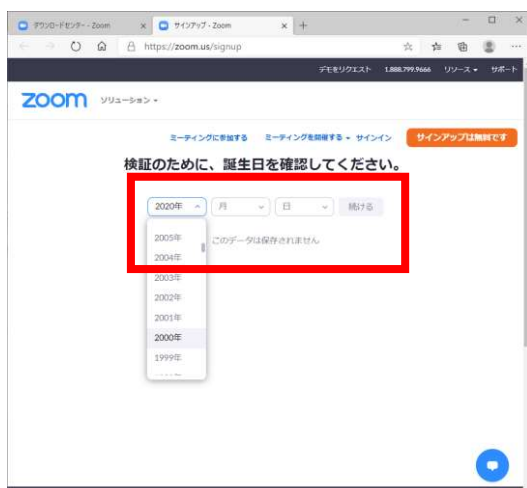 ダウンロードセンター - Zoom
サインアップ - Zoom
https://zoom.us/signup
デモをリクエスト 1.888.799.9666 リソース サポート
zoom ソリューション
ミーティングに参加する ミーティングを開催する サインイン サインアップは無料です
検証のために、誕生日を確認してください。
2020年 月 日 続ける
このデータは保存されません
2005年
2004年
2003年
2002年
2001年
2000年
1999年